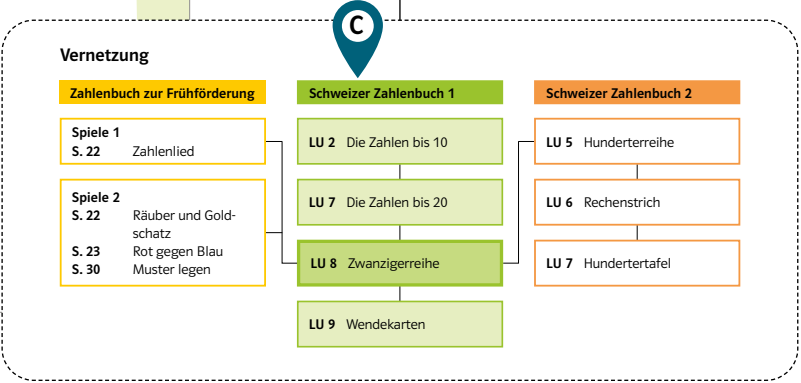 C
Vernetzung
Zahlenbuch zur Frühförderung
Spiele 1
S. 22 Zahlenlied
Spiele 2
S. 22 Räuber und Gold-
schatz
S. 23 Rot gegen Blau
S. 30 Muster legen
Schweizer Zahlenbuch 1
LU 2 Die Zahlen bis 10
LU 7 Die Zahlen bis 20
LU 8 Zwanzigerreihe
LU 9 Wendekarten
Schweizer Zahlenbuch 2
LU 5 Hunderterreihe
LU 6 Rechenstrich
LU 7 Hundertertafel